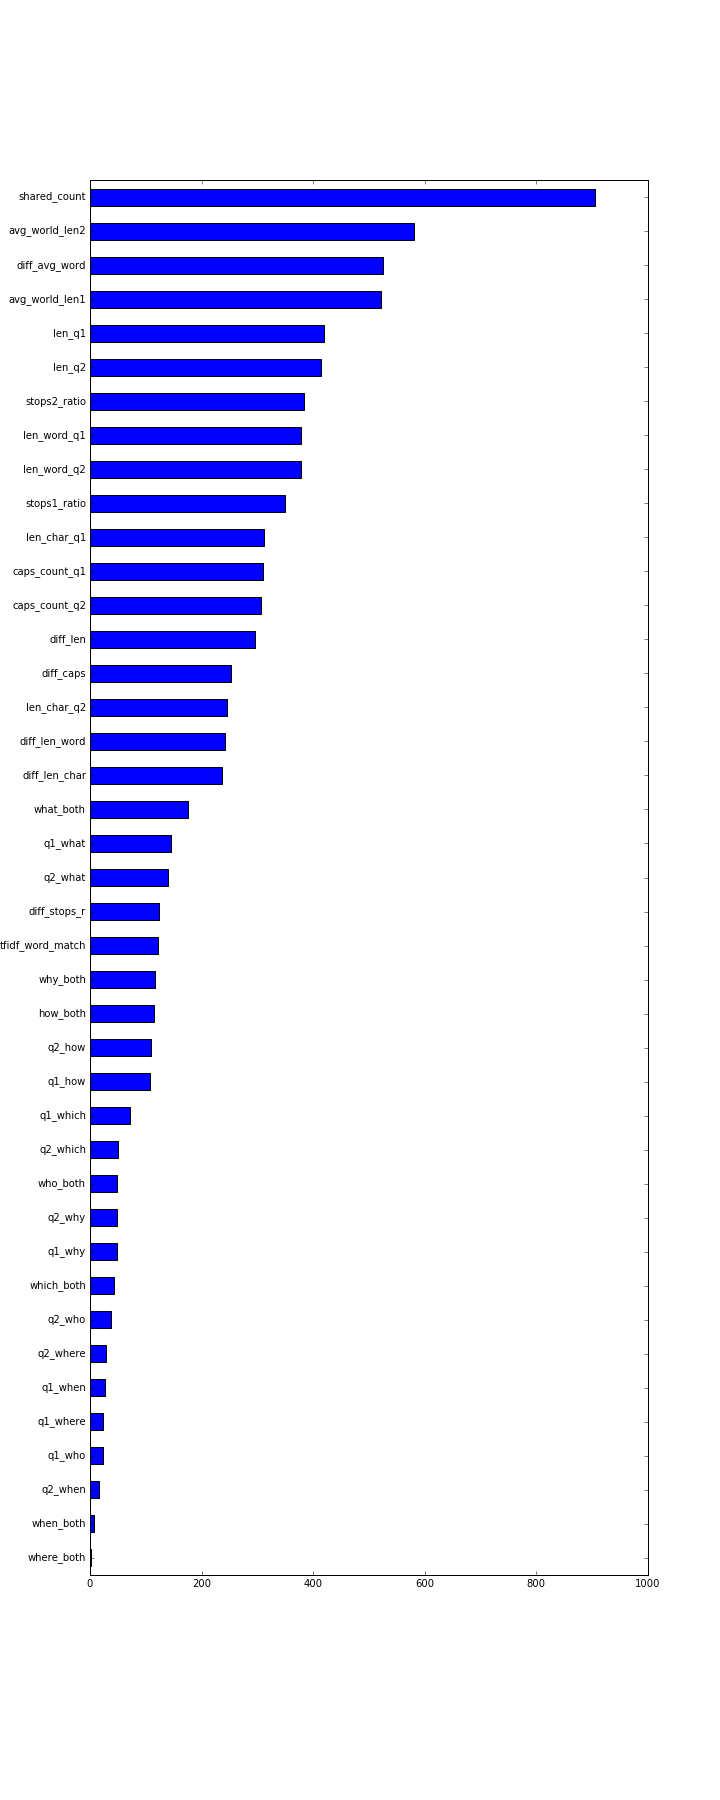 shared_count
avg_world_len2
diff_avg_word
avg_world_len1
len_q1
len_q2
stops2_ratio
len_word_q1
len_word_q2
stops1_ratio
len_char_q1
caps_count_q1
caps_count_q2
diff_len
diff_caps
len_char_q2
diff_len_word
diff_len_char
what_both
q1_what
q2_what
diff_stops_r
tfidf_word_match
why_both
how_both
q2_how
q1_how
q1_which
q2_which
who_both
q2_why
q1_why
which_both
q2_who
q2_where
q1_when
q1_where
q1_who
q2_when
when_both
where_both
0 200 400 600 800 1000